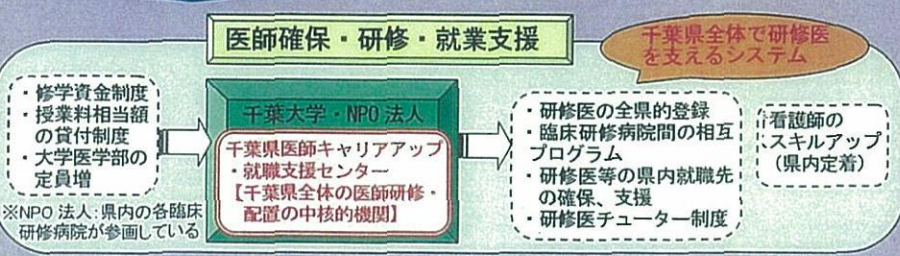 医師確保・研修・就業支援
千葉県全体で研修医
を支えるシステム
・修学資金制度
・授業料相当額
の貸付制度
・大学医学部の
定員増
※NPO法人:県内の各臨床
研修病院が参画している
千葉大学・NPO法人
千葉県医師キャリアアップ
・就職支援センター
【千葉県全体の医師研修・
配置の中核的機関】
・研修医の全県的登録
・臨床研修病院間の相互
プログラム
・研修医等の県内就職先
の確保、支援
・研修医チューター制度
看護師の
スキルアップ
(県内定着)